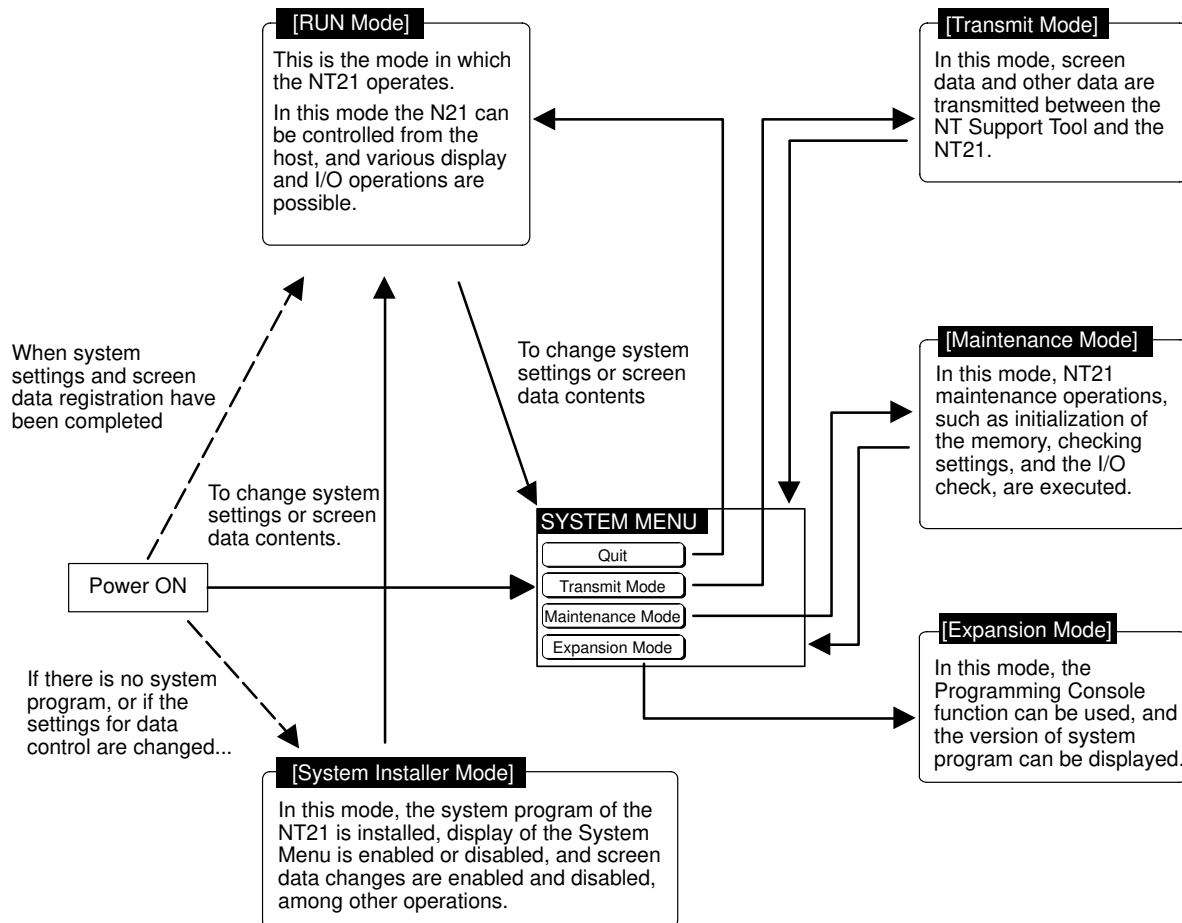 [RUN Mode]
This is the mode in which
the NT21 operates.
In this mode the N21 can
be controlled from the
host, and various display
and I/O operations are
possible.
[Transmit Mode]
In this mode, screen
data and other data are
transmitted between the
NT Support Tool and the
NT21.
When system
settings and screen
data registration have
been completed
To change system
settings or screen
data contents
[Maintenance Mode]
In this mode, NT21
maintenance operations,
such as initialization of
the memory, checking
settings, and the I/O
check, are executed.
To change system
settings or screen
data contents.
Power ON
SYSTEM MENU
Quit
Transmit Mode
Maintenance Mode
Expansion Mode
[Expansion Mode]
In this mode, the
Programming Console
function can be used, and
the version of system
program can be displayed.
If there is no system
program, or if the
settings for data
control are changed...
[System Installer Mode]
In this mode, the system program of the
NT21 is installed, display of the System
Menu is enabled or disabled, and screen
data changes are enabled and disabled,
among other operations.